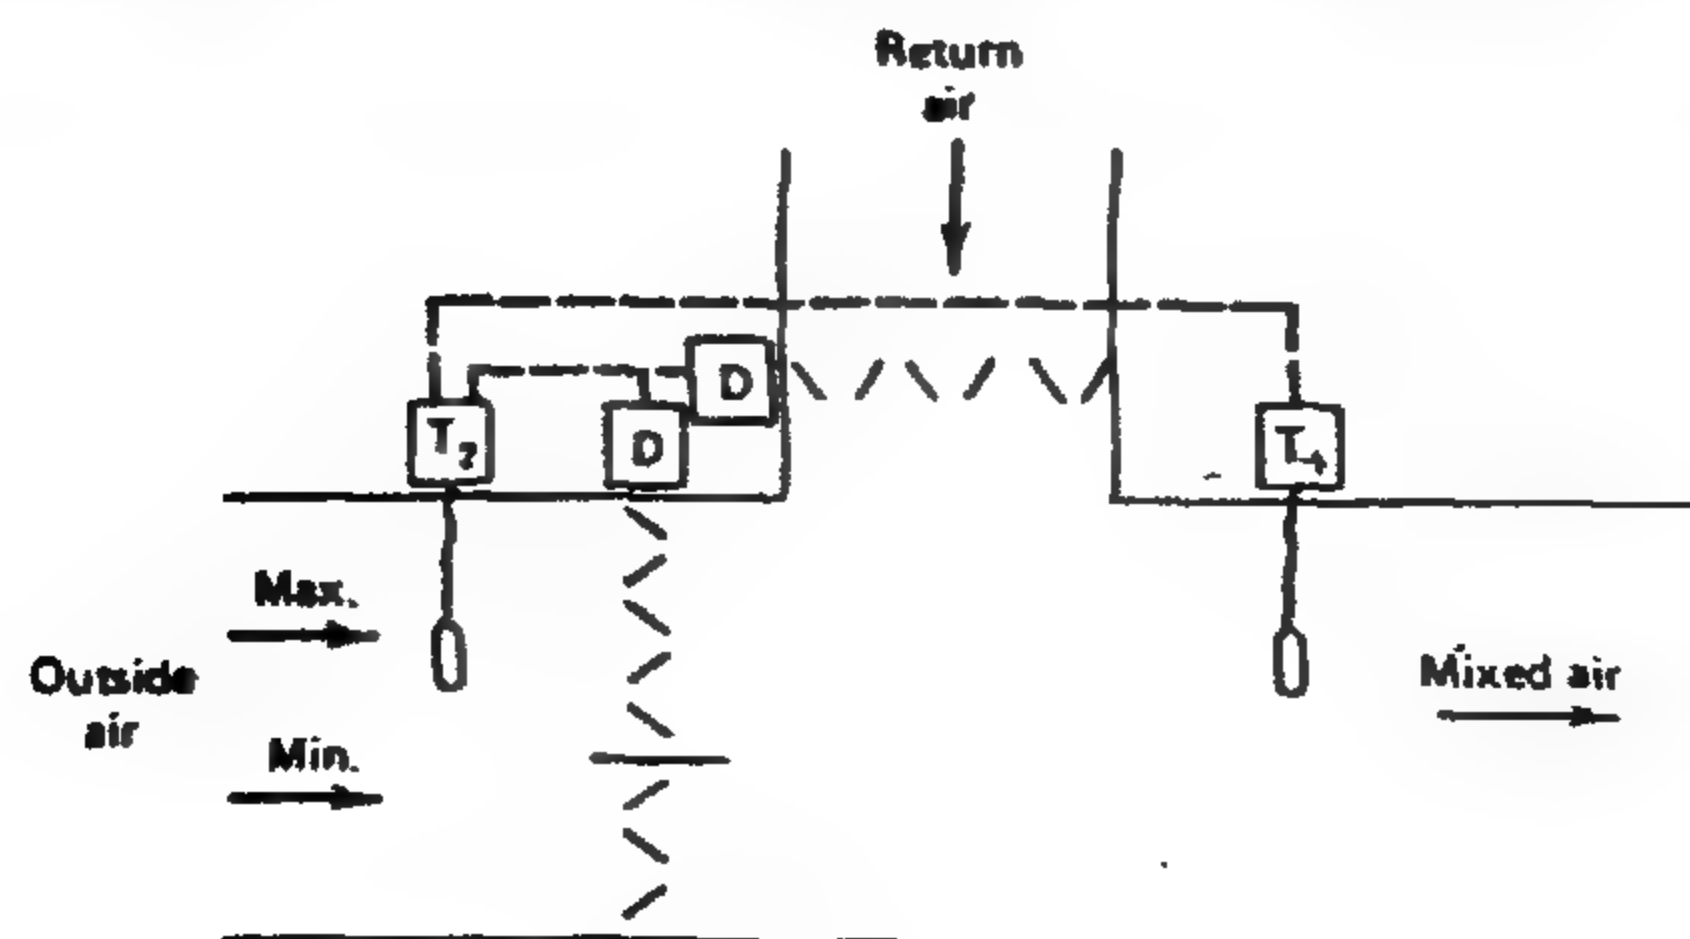 Return
air
D
T₂
D
T₁
Max.
Outside
air
Min.
Mixed air